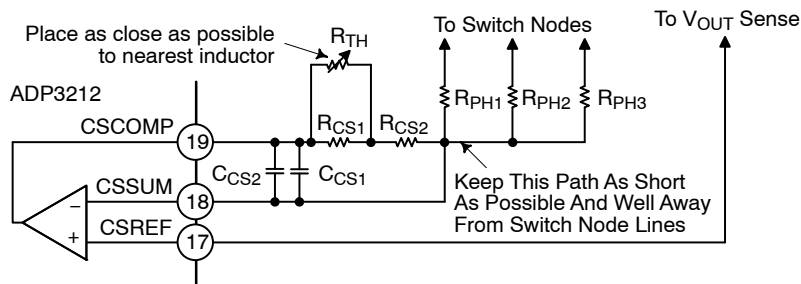 To Switch Nodes
To VOUT Sense
Place as close as possible
to nearest inductor
RTH
ADP3212
RPH1
RPH2
RPH3
CSCOMP
19
RCS1
RCS2
CCS2
CCS1
CSSUM
18
Keep This Path As Short
As Possible And Well Away
From Switch Node Lines
−
+
CSREF
17